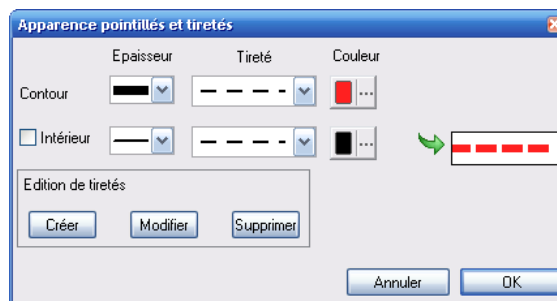 Apparence pointillés et tiretés
Epaisseur Tireté Couleur
Contour
...
Intérieur
...
Edition de tiretés
Créer Modifier Supprimer
Annuler OK